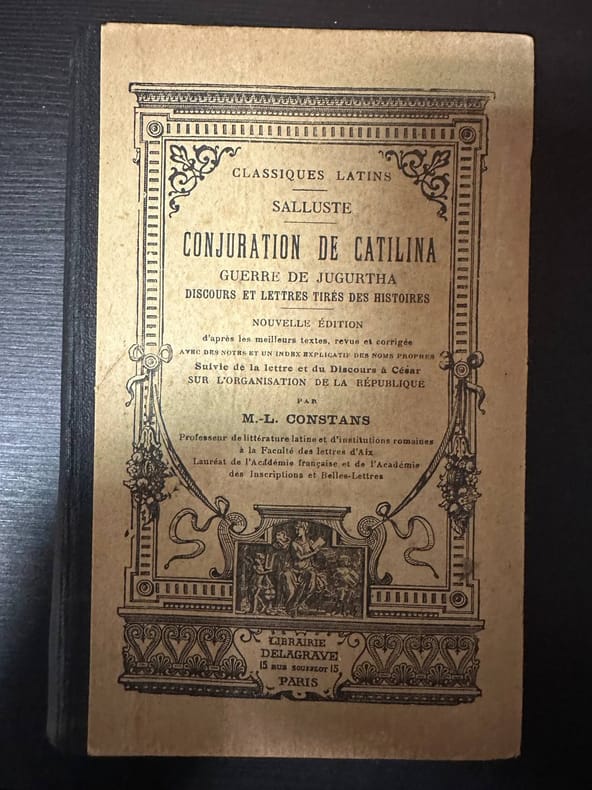 CLASSIQUES LATINS
SALLUSTE
CONJURATION DE CATILINA
GUERRE DE JUGURTHA
DISCOURS ET LETTRES TIRÉS DES HISTOIRES
NOUVELLE ÉDITION
d'après les meilleurs textes, revue et corrigée
AVEC DES NOTES ET UN INDEX EXPLICATIF DES NOMS PROPRES
Suivie de la lettre et du Discours à César
SUR L'ORGANISATION DE LA RÉPUBLIQUE
PAR
M.-L. CONSTANS
Professeur de littérature latine et d'institutions romaines
à la Faculté des lettres d'Aix
Lauréat de l'Académie française et de l'Académie
des Inscriptions et Belles-Lettres
LIBRAIRIE
DELAGRAVE
15 RUE SOUFFLOT 15
PARIS